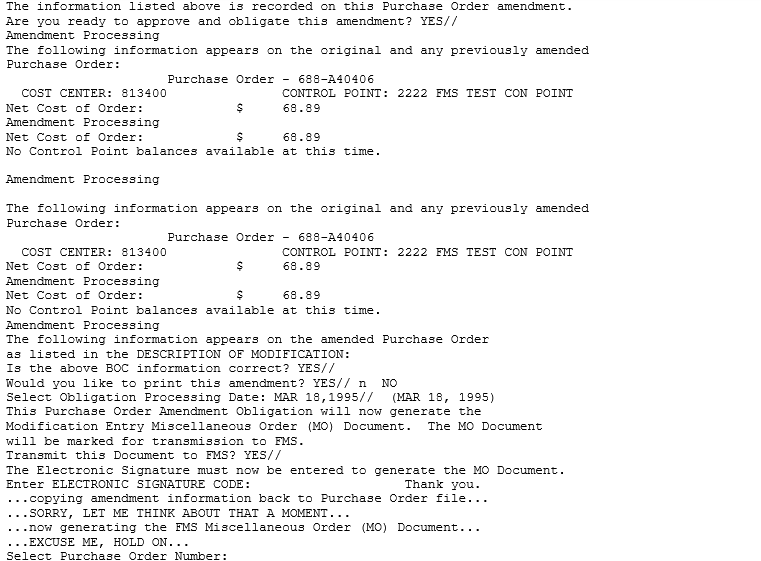 The information listed above is recorded on this Purchase Order amendment.
Are you ready to approve and obligate this amendment? YES//
Amendment Processing
The following information appears on the original and any previously amended
Purchase Order:
Purchase Order - 688-A40406
COST CENTER: 813400 CONTROL POINT: 2222 FMS TEST CON POINT
Net Cost of Order: $ 68.89
Amendment Processing
Net Cost of Order: $ 68.89
No Control Point balances available at this time.
Amendment Processing
The following information appears on the original and any previously amended
Purchase Order:
Purchase Order - 688-A40406
COST CENTER: 813400 CONTROL POINT: 2222 FMS TEST CON POINT
Net Cost of Order: $ 68.89
Amendment Processing
Net Cost of Order: $ 68.89
No Control Point balances available at this time.
Amendment Processing
The following information appears on the amended Purchase Order
as listed in the DESCRIPTION OF MODIFICATION:
Is the above BOC information correct? YES//
Would you like to print this amendment? YES// n NO
Select Obligation Processing Date: MAR 18,1995// (MAR 18, 1995)
This Purchase Order Amendment Obligation will now generate the
Modification Entry Miscellaneous Order (MO) Document. The MO Document
will be marked for transmission to FMS.
Transmit this Document to FMS? YES//
The Electronic Signature must now be entered to generate the MO Document.
Enter ELECTRONIC SIGNATURE CODE: Thank you.
...copying amendment information back to Purchase Order file...
...SORRY, LET ME THINK ABOUT THAT A MOMENT...
...now generating the FMS Miscellaneous Order (MO) Document...
...EXCUSE ME, HOLD ON...
Select Purchase Order Number: